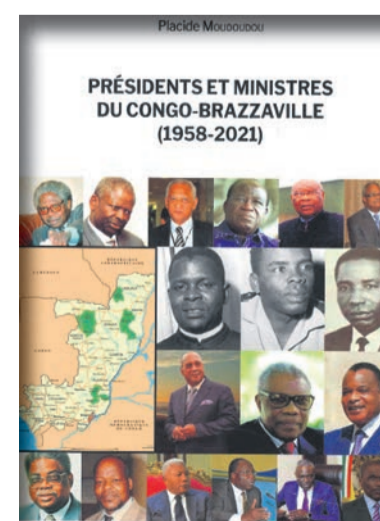 Placide Moudoudou
PRÉSIDENTS ET MINISTRES
DU CONGO-BRAZZAVILLE
(1958-2021)